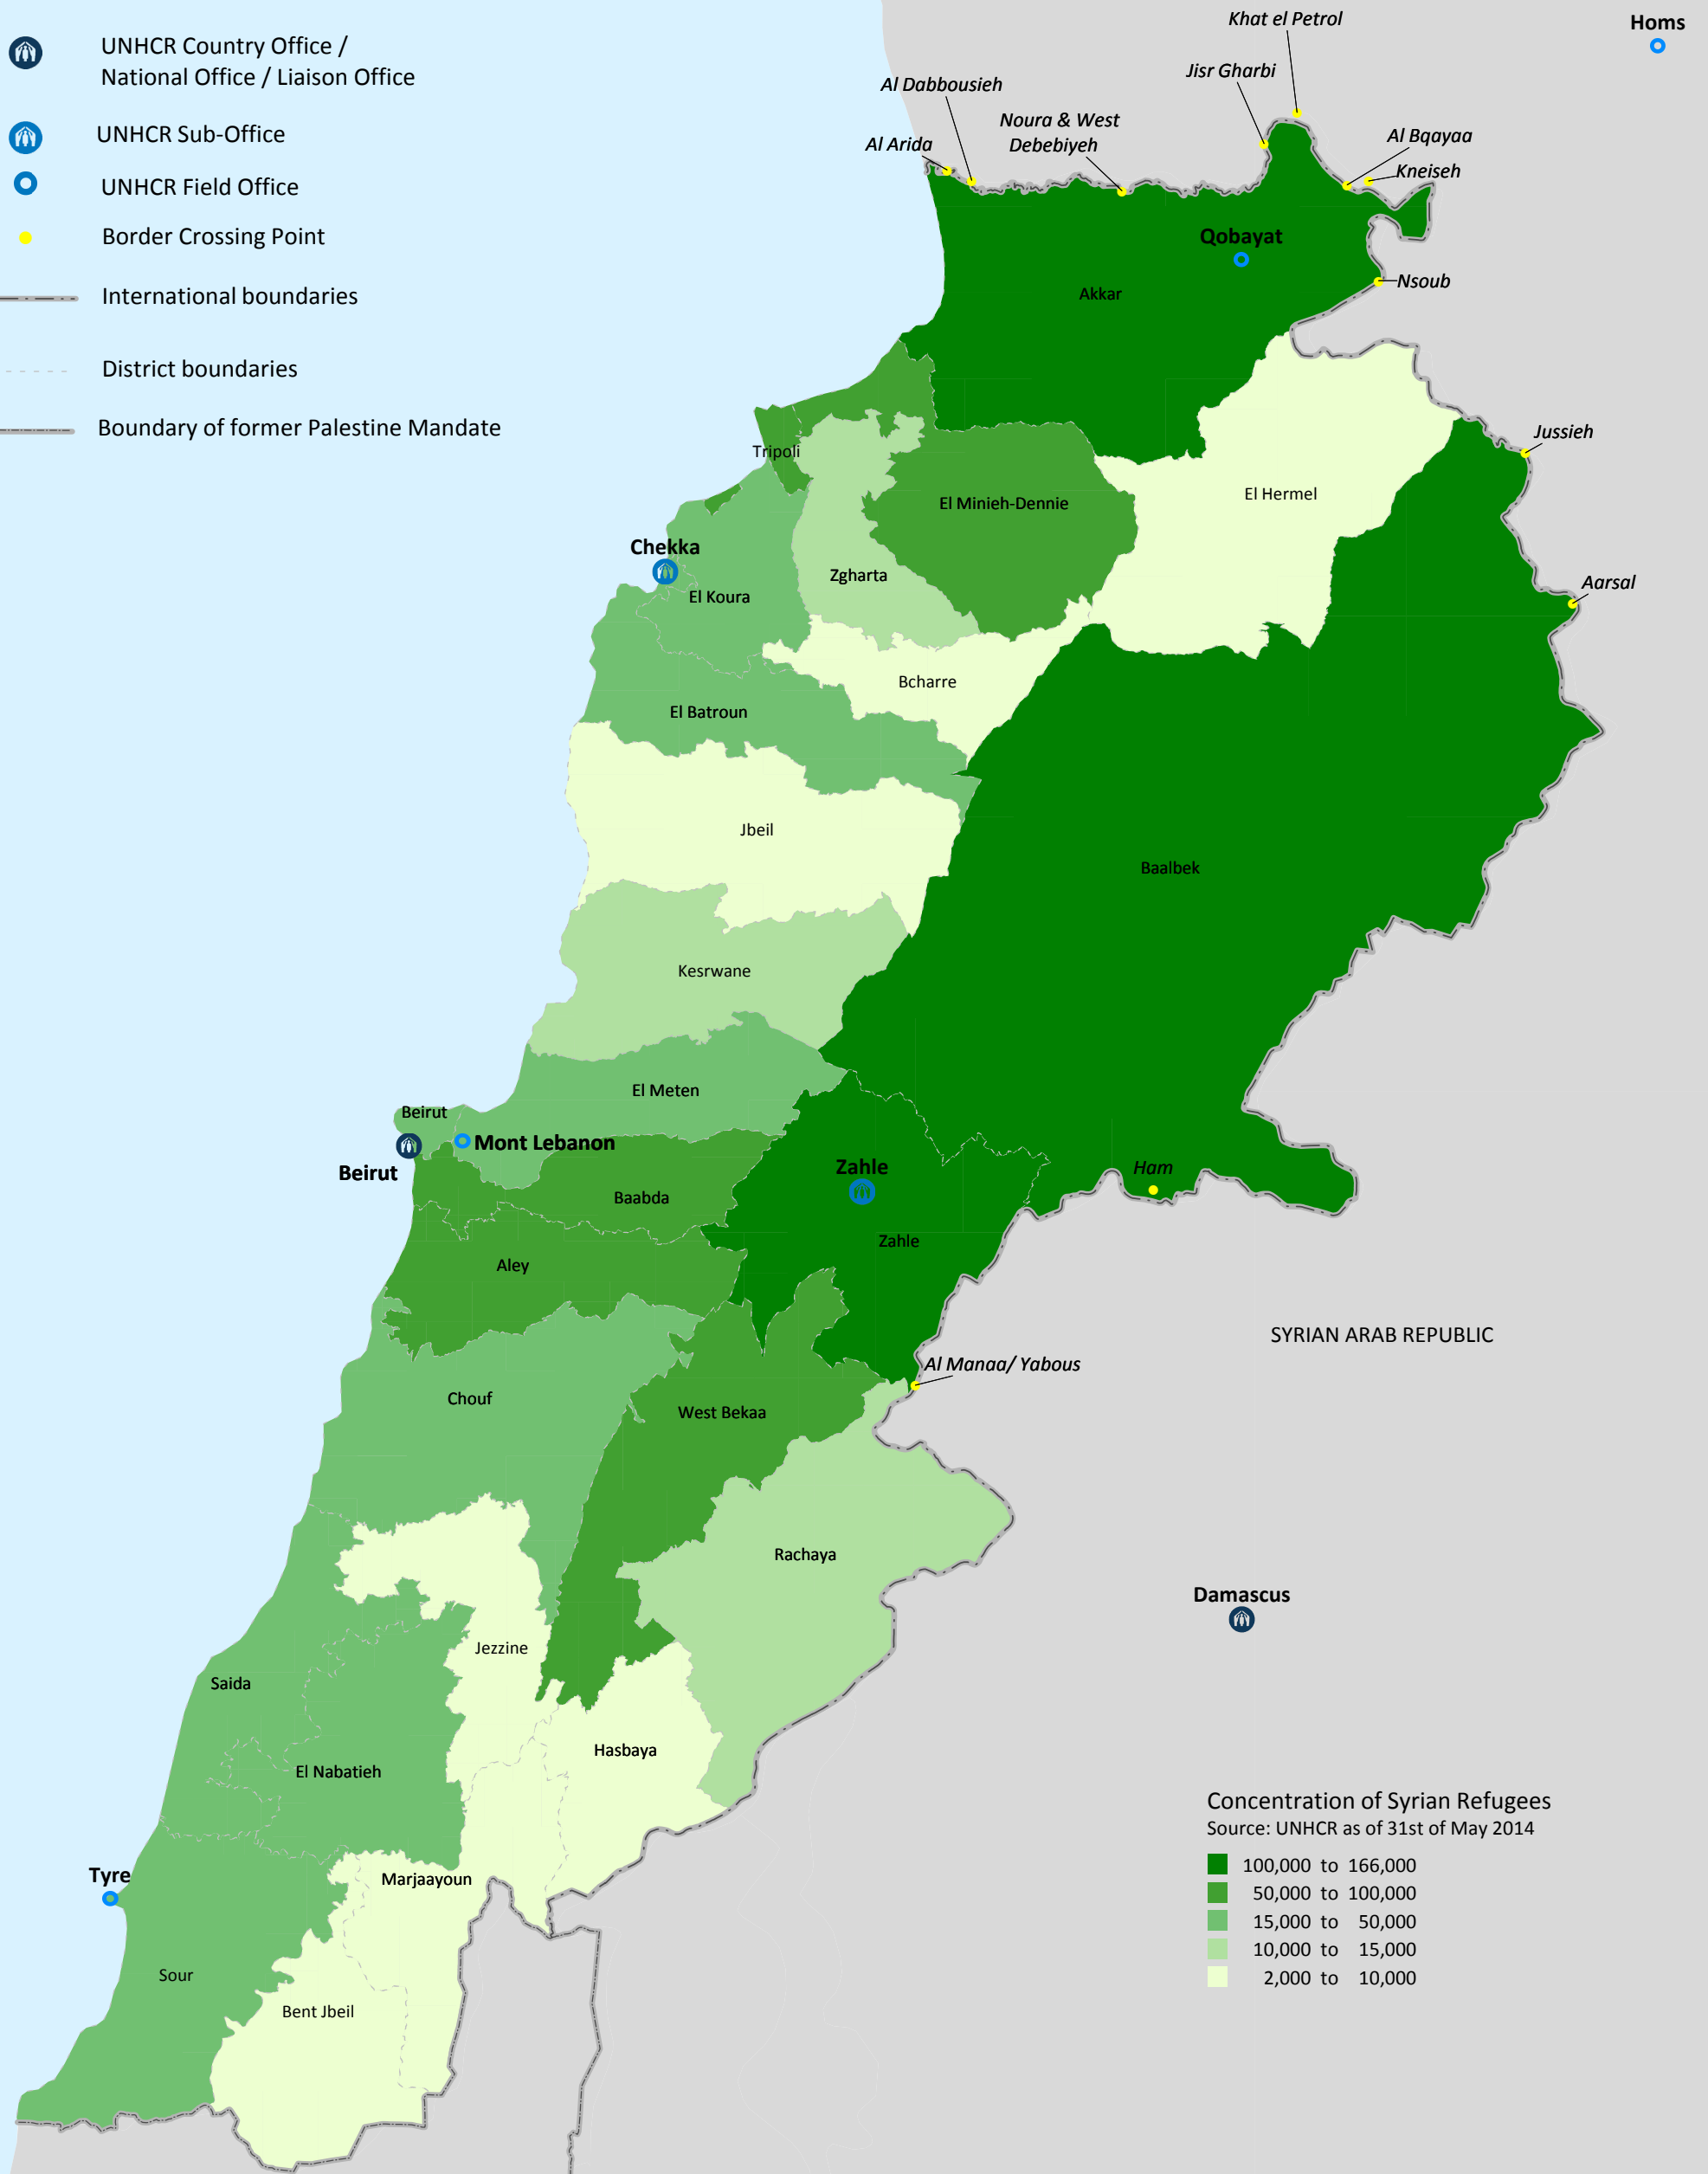 UNHCR Country Office /
National Office / Liaison Office
UNHCR Sub-Office
UNHCR Field Office
Border Crossing Point
International boundaries
District boundaries
Boundary of former Palestine Mandate
Khat el Petrol
Homs
Jisr Gharbi
Al Dabbousieh
Noura & West
Debebiyeh
Al Arida
Al Bqayaa
Kneiseh
Qobayat
Nsoub
Akkar
Jussieh
Tripoli
El Hermel
El Minieh-Dennie
Chekka
Zgharta
Aarsal
El Koura
Bcharre
El Batroun
Jbeil
Baalbek
Kesrwane
El Meten
Beirut
Mont Lebanon
Beirut
Zahle
Ham
Baabda
Zahle
Aley
SYRIAN ARAB REPUBLIC
Al Manaa/ Yabous
Chouf
West Bekaa
Rachaya
Damascus
Jezzine
Saida
Hasbaya
El Nabatieh
Tyre
Marjaayoun
Sour
Bent Jbeil
Concentration of Syrian Refugees
Source: UNHCR as of 31st of May 2014
100,000 to 166,000
50,000 to 100,000
15,000 to 50,000
10,000 to 15,000
2,000 to 10,000